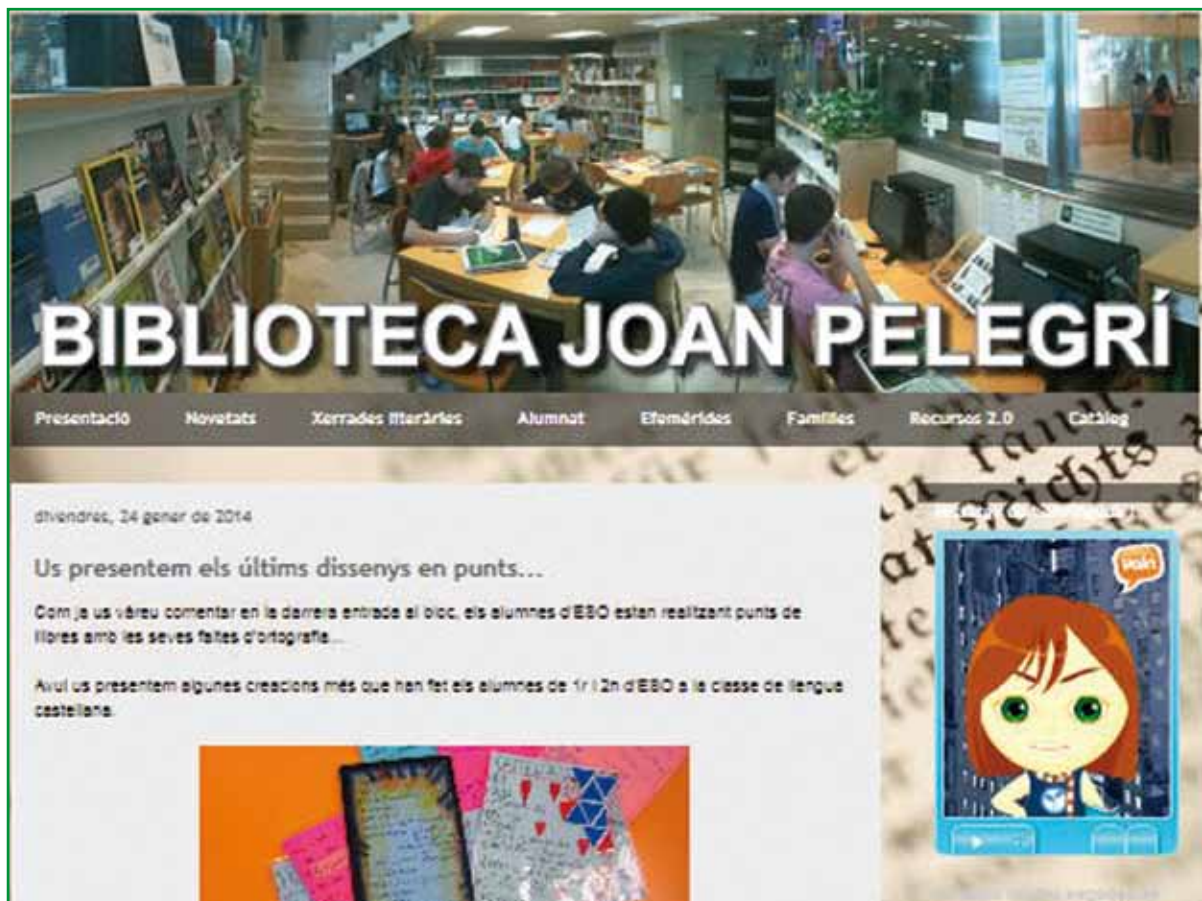 BIBLIOTECA JOAN PELEGRÍ
Presentació Novetats Xerrades literàries Alumnat Efemèrides Famílies Recursos 2.0 Catàleg
divendres, 24 gener de 2014
Us presentem els últims dissenys en punts...
Com ja us vàreu comentar en la darrera entrada al bloc, els alumnes d'ESO estan realitzant punts de
llibres amb les seves faltes d'ortografia...
Avui us presentem algunes creacions més que han fet els alumnes de 1r i 2n d'ESO a la classe de llengua
castellana.